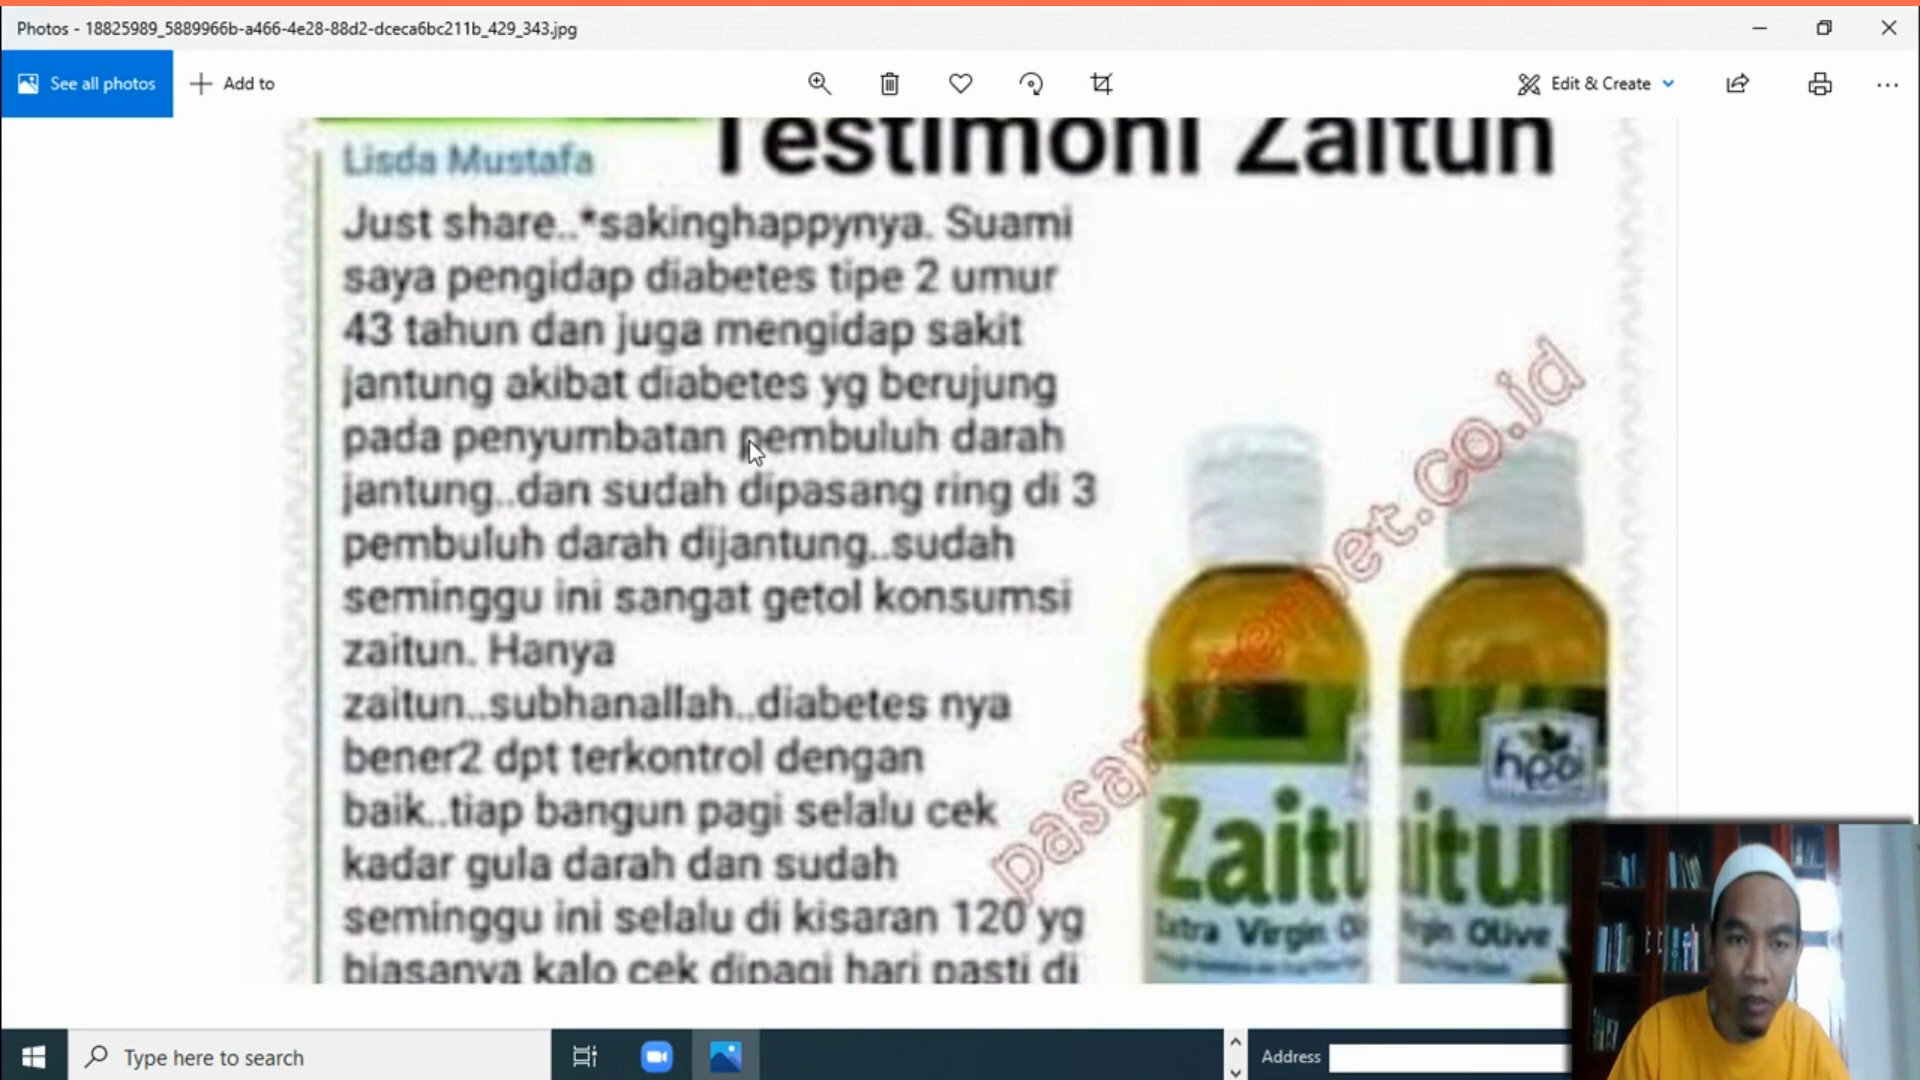 Photos - 18825989_5889966b-a466-4e28-88d2-dceca6bc211b_429_343.jpg
See all photos
Add to
Edit & Create
Testimoni Zaitun
Lisda Mustafa
Just share..*sakinghappynya. Suami
saya pengidap diabetes tipe 2 umur
43 tahun dan juga mengidap sakit
jantung akibat diabetes yg berujung
pada penyumbatan pembuluh darah
jantung..dan sudah dipasang ring di 3
pembuluh darah dijantung..sudah
seminggu ini sangat getol konsumsi
zaitun. Hanya
zaitun..subhanallah..diabetes nya
bener2 dpt terkontrol dengan
baik..tiap bangun pagi selalu cek
kadar gula darah dan sudah
seminggu ini selalu di kisaran 120 yg
biasanya kalo cek dipagi hari pasti di
hpai
Zaitu
itun
Extra Virgin Ol
Virgin Olive
Type here to search
Address